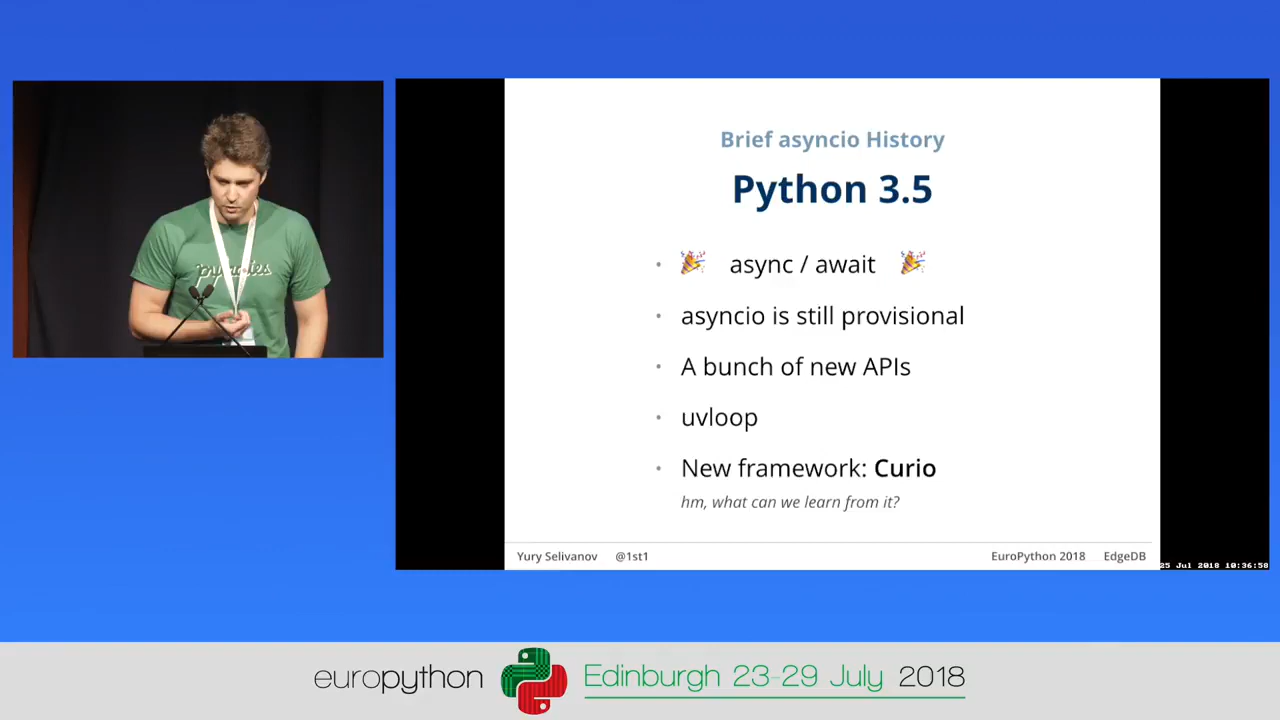 Brief asyncio History
Python 3.5
🎉 async / await 🎉
asyncio is still provisional
A bunch of new APIs
uvloop
New framework: Curio
hm, what can we learn from it?
Yury Selivanov @1st1 EuroPython 2018 EdgeDB
25 Jul 2018 10:36:58
europython Edinburgh 23-29 July 2018